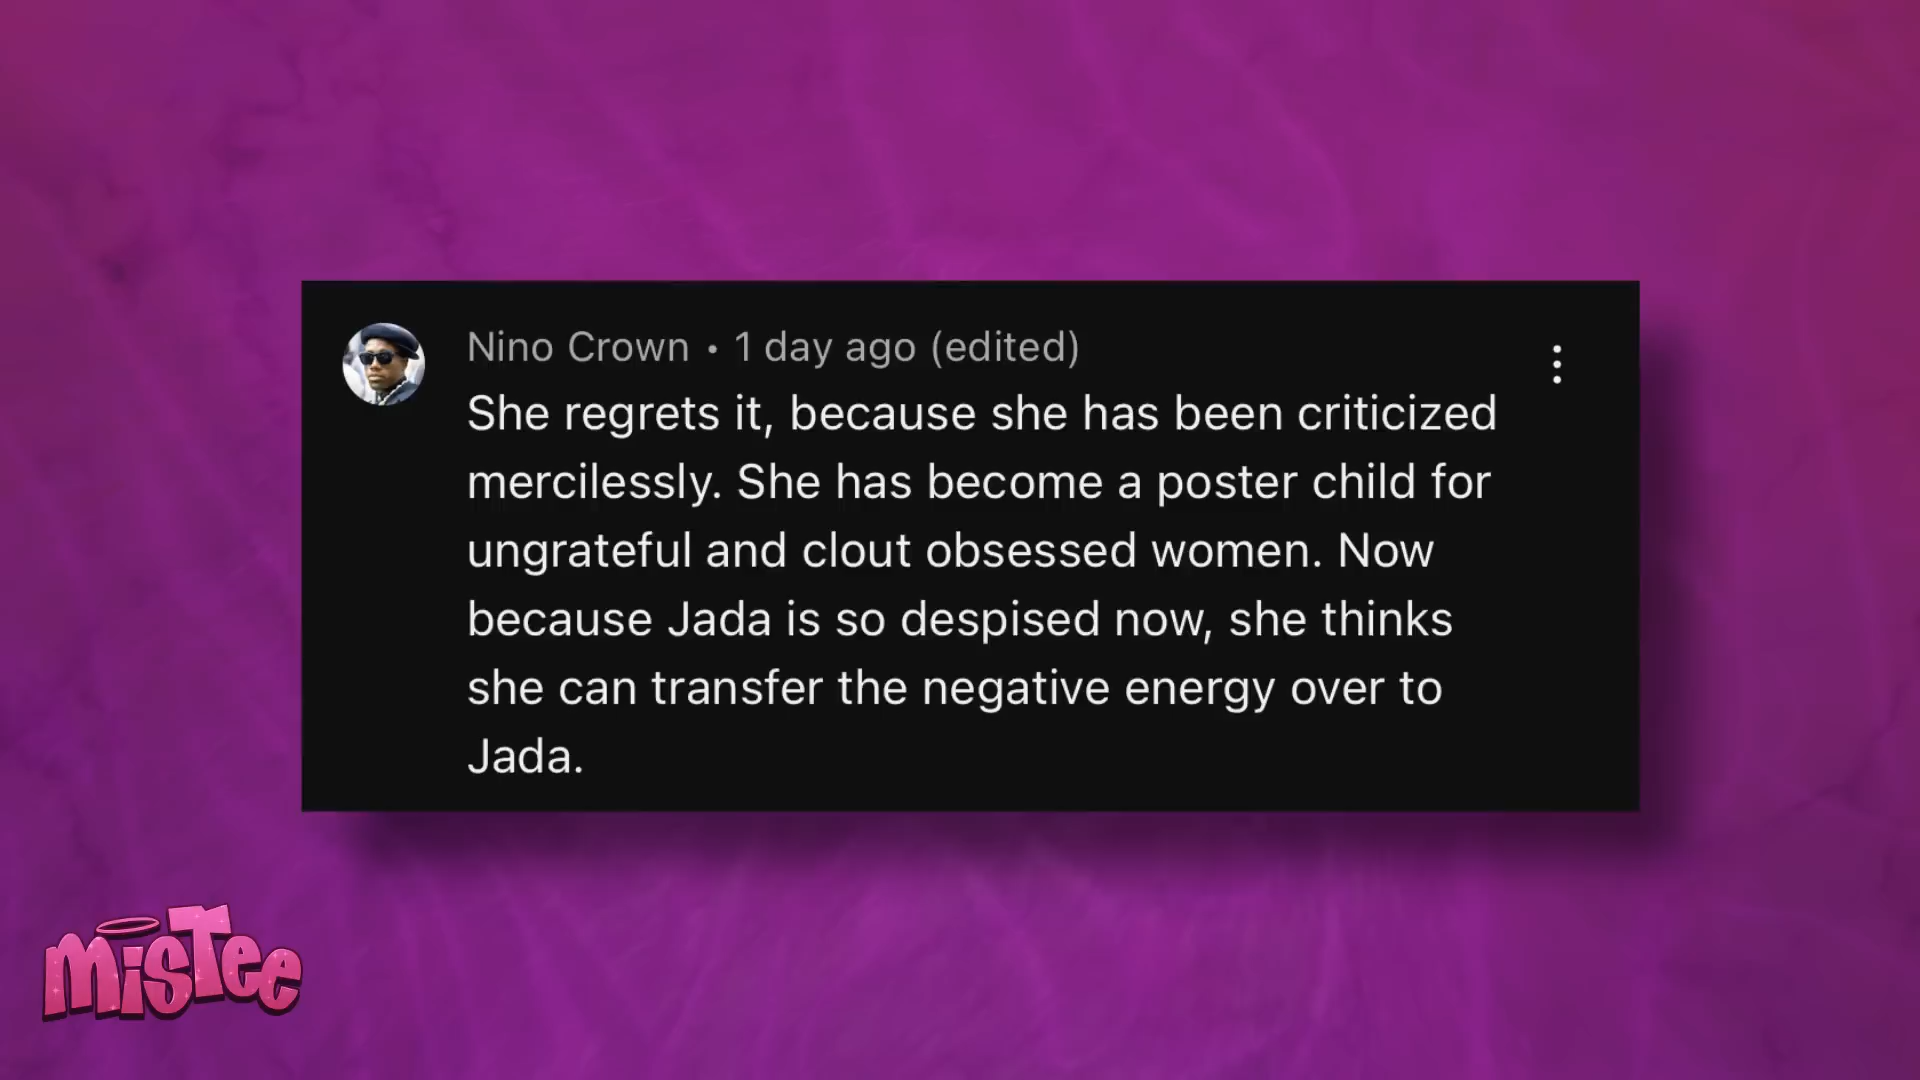 Nino Crown • 1 day ago (edited)
She regrets it, because she has been criticized
mercilessly. She has become a poster child for
ungrateful and clout obsessed women. Now
because Jada is so despised now, she thinks
she can transfer the negative energy over to
Jada.
misTee